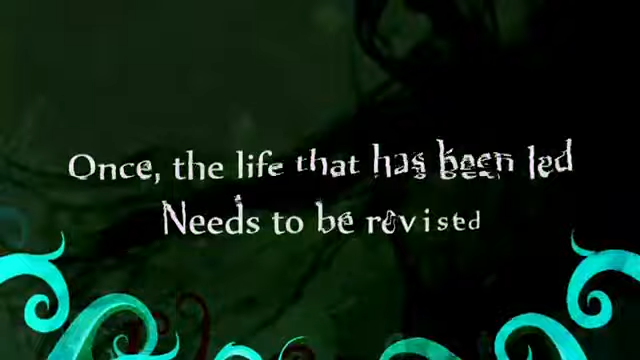 Once, the life that has been led
Needs to be revised